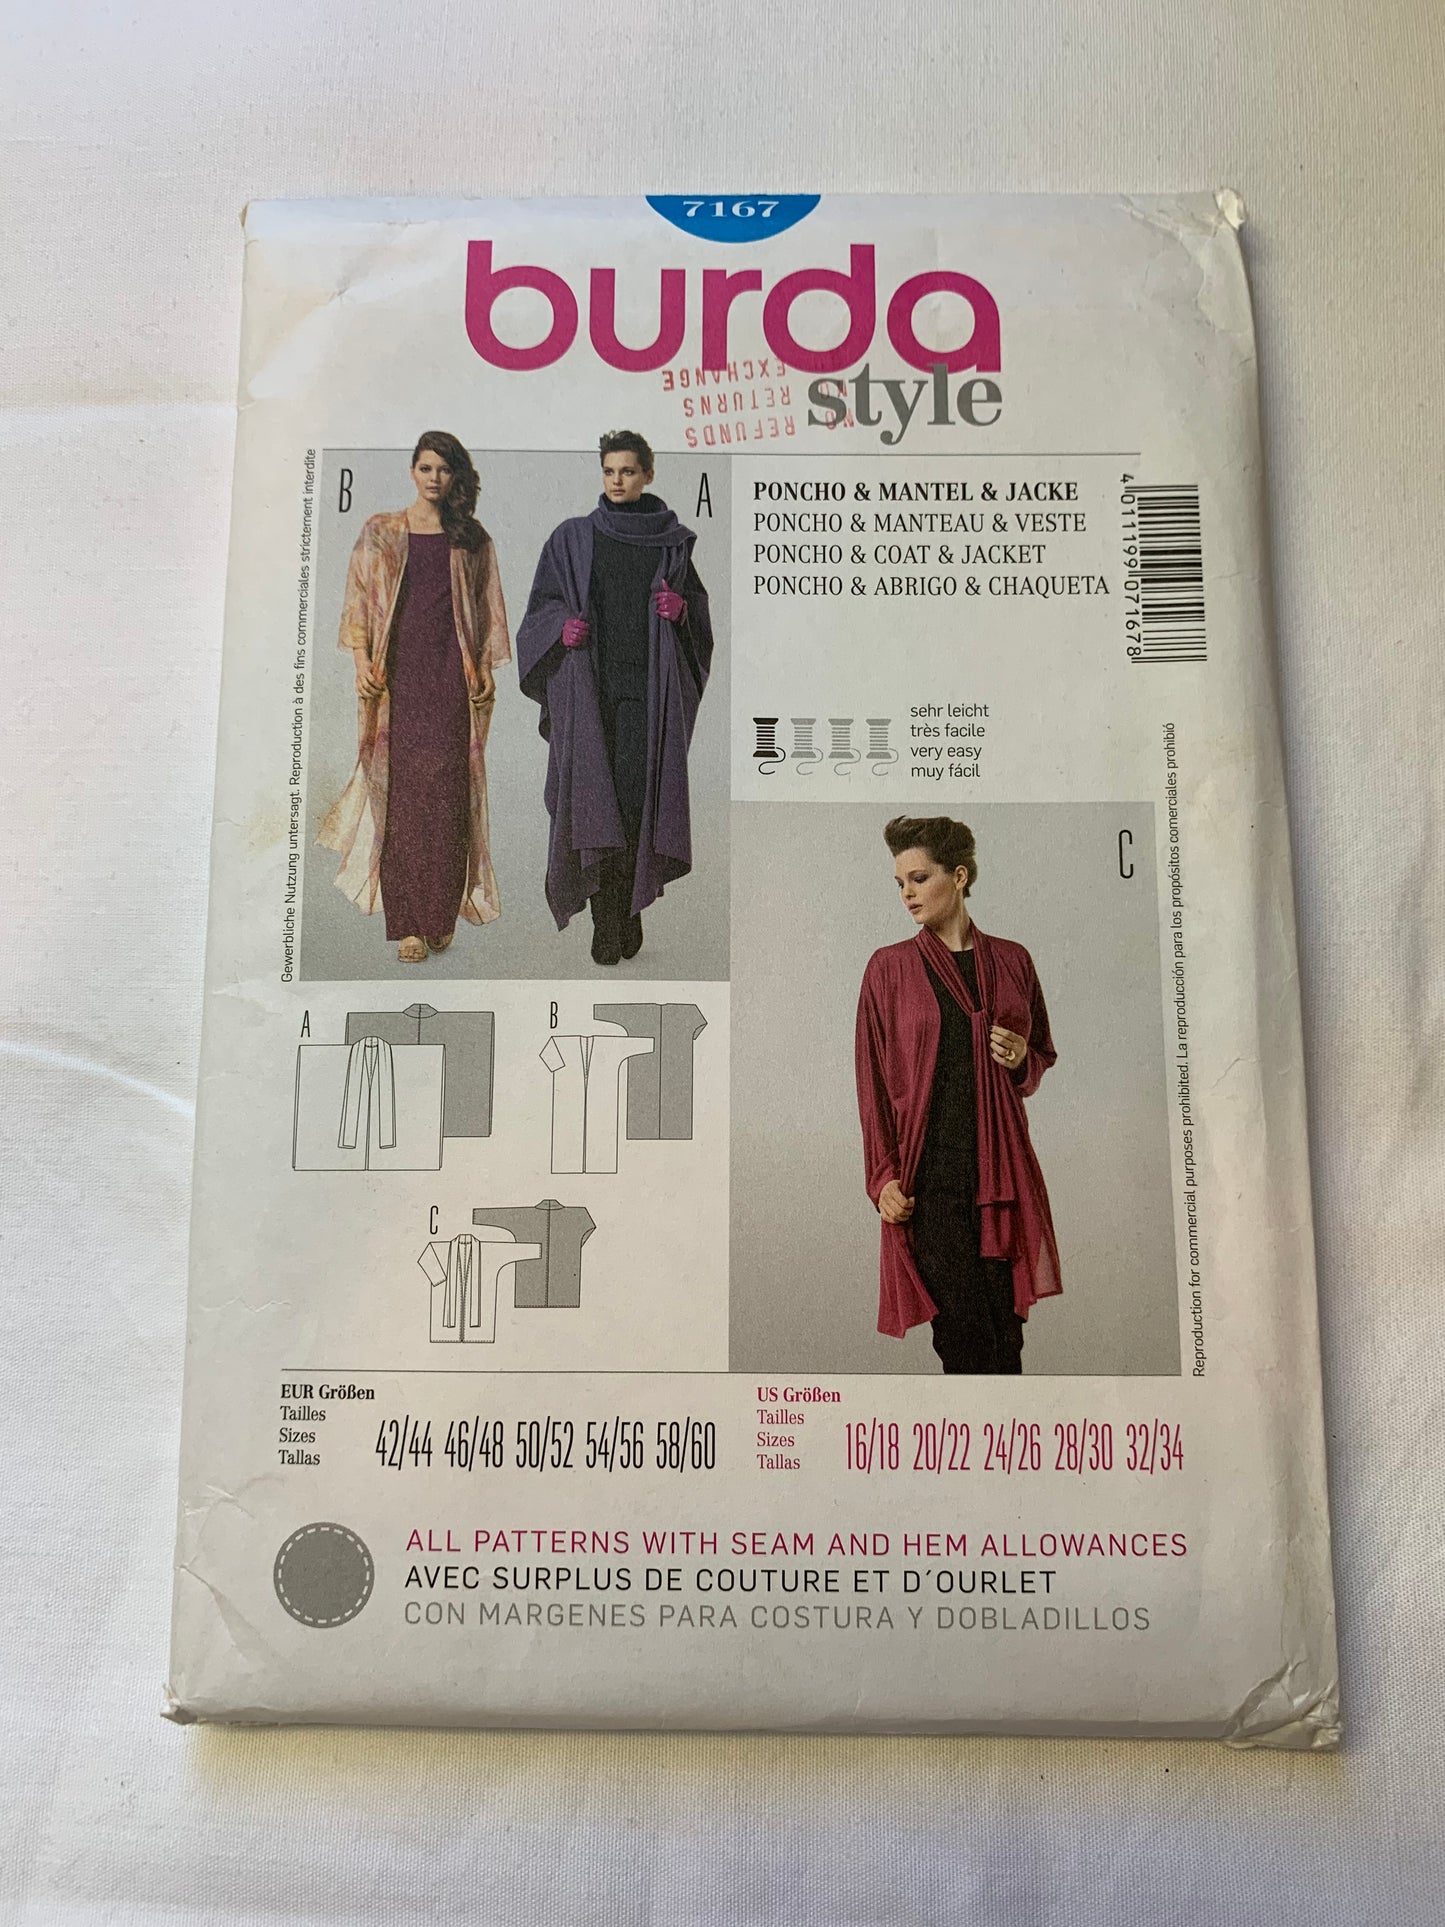 7167
burda
style
NO EXCHANGE
NO RETURNS
NO REFUNDS
B
A
PONCHO & MANTEL & JACKE
PONCHO & MANTEAU & VESTE
PONCHO & COAT & JACKET
PONCHO & ABRIGO & CHAQUETA
4 011199 071678
sehr leicht
très facile
very easy
muy fácil
C
Gewerbliche Nutzung untersagt. Reproduction à des fins commerciales strictement interdite
Reproduction for commercial purposes prohibited. La reproducción para los propósitos comerciales prohibió
A
B
C
EUR Größen
Tailles
Sizes
Tallas
42/44 46/48 50/52 54/56 58/60
US Größen
Tailles
Sizes
Tallas
16/18 20/22 24/26 28/30 32/34
ALL PATTERNS WITH SEAM AND HEM ALLOWANCES
AVEC SURPLUS DE COUTURE ET D´OURLET
CON MARGENES PARA COSTURA Y DOBLADILLOS